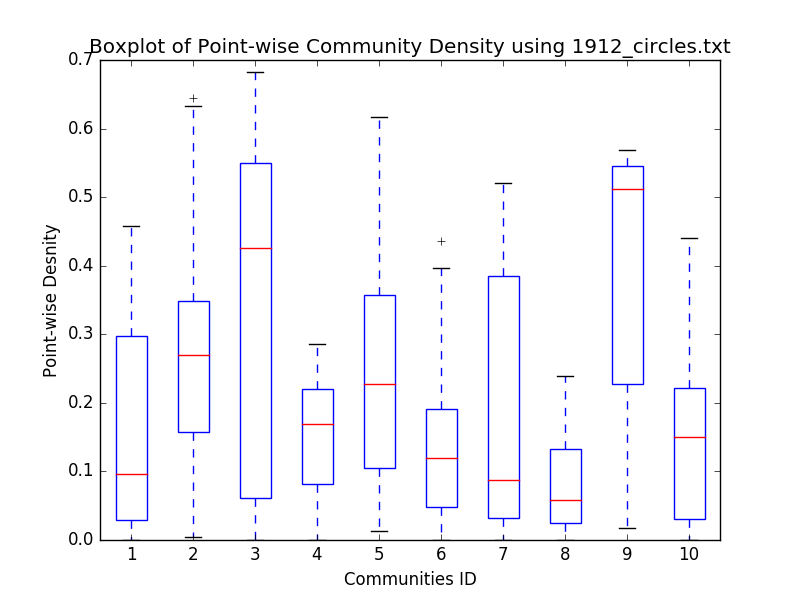 Boxplot of Point-wise Community Density using 1912_circles.txt
0.7
0.6
0.5
0.4
0.3
0.2
0.1
0.0
Point-wise Desnity
1 2 3 4 5 6 7 8 9 10
Communities ID